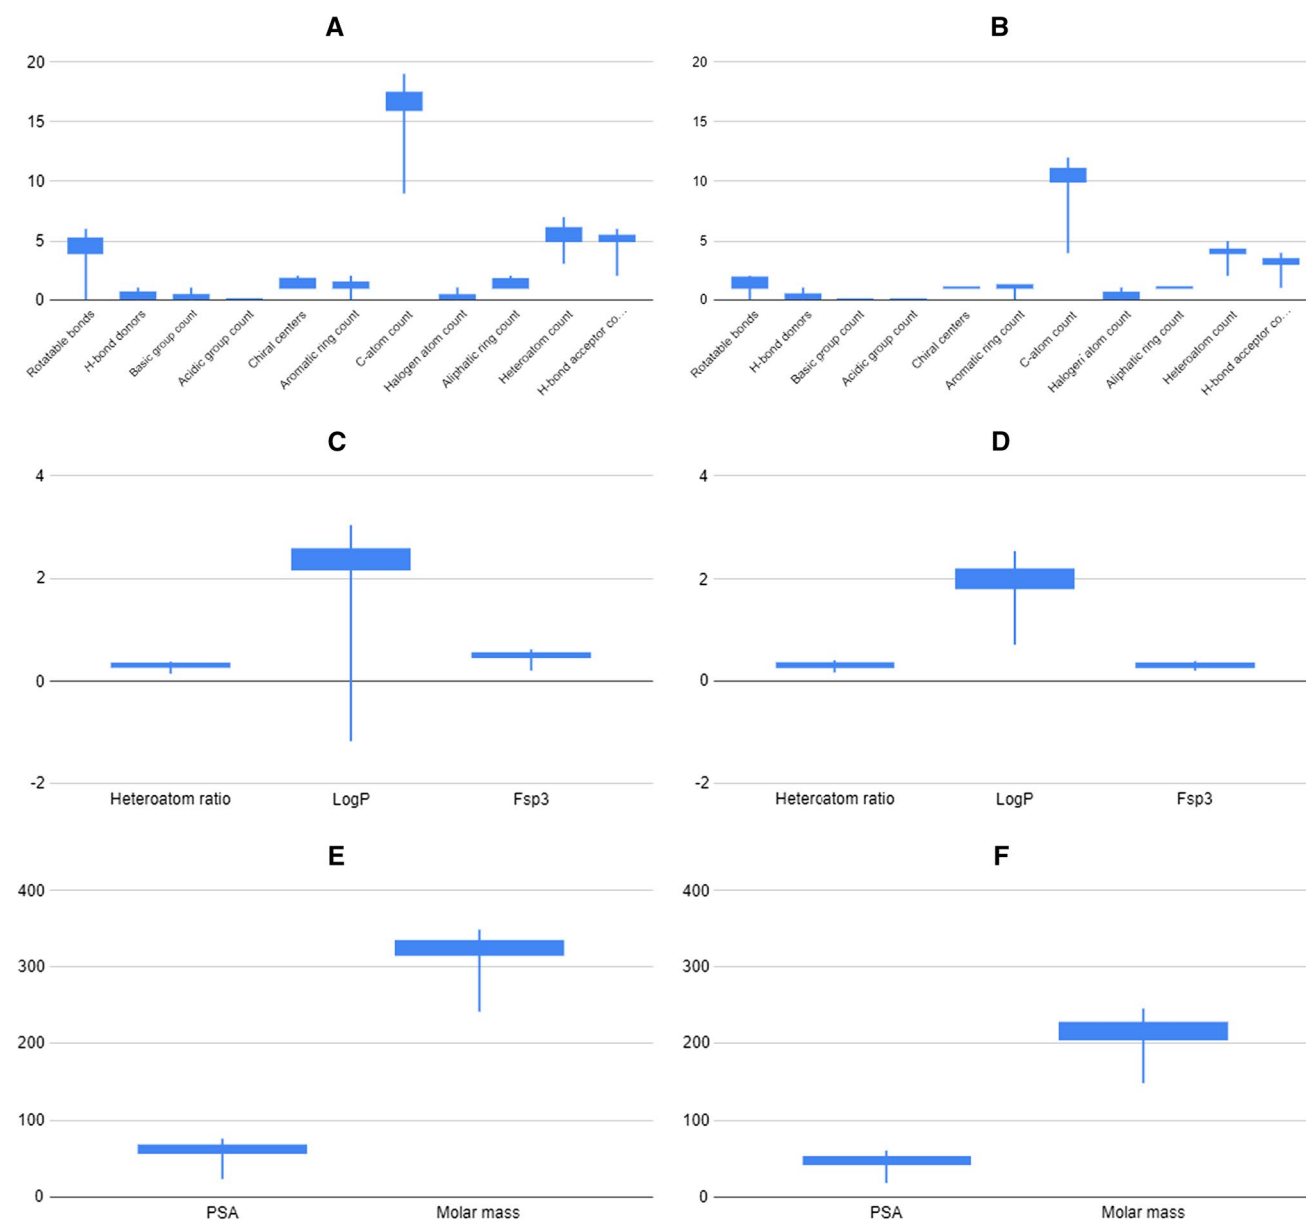 A
B
20
15
10
5
0
Rotatable bonds
H-bond donors
Basic group count
Acidic group count
Chiral centers
Aromatic ring count
C-atom count
Halogen atom count
Aliphatic ring count
Heteroatom count
H-bond acceptor co…
20
15
10
5
0
Rotatable bonds
H-bond donors
Basic group count
Acidic group count
Chiral centers
Aromatic ring count
C-atom count
Halogen atom count
Aliphatic ring count
Heteroatom count
H-bond acceptor co…
C
D
4
2
0
-2
Heteroatom ratio
LogP
Fsp3
4
2
0
-2
Heteroatom ratio
LogP
Fsp3
E
F
400
300
200
100
0
PSA
Molar mass
400
300
200
100
0
PSA
Molar mass